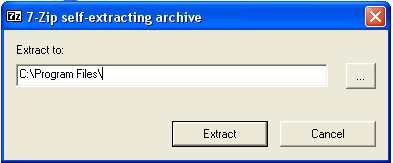 7z 7-Zip self-extracting archive
Extract to:
C:\Program Files\
...
Extract
Cancel